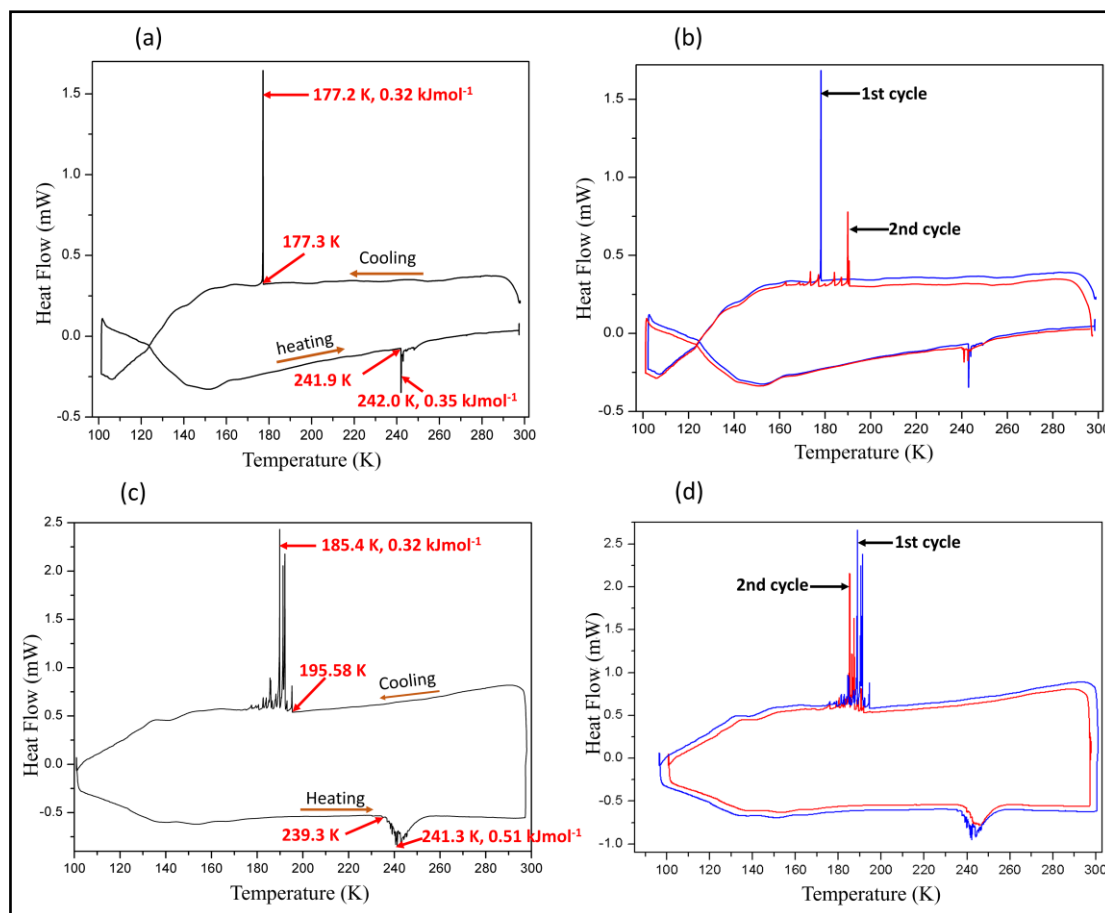 (a)
177.2 K, 0.32 kJmol⁻¹
177.3 K
Cooling
heating
241.9 K
242.0 K, 0.35 kJmol⁻¹
Heat Flow (mW)
1.5
1.0
0.5
0.0
-0.5
100 120 140 160 180 200 220 240 260 280 300
Temperature (K)
(b)
1st cycle
2nd cycle
Heat Flow (mW)
1.5
1.0
0.5
0.0
-0.5
100 120 140 160 180 200 220 240 260 280 300
Temperature (K)
(c)
185.4 K, 0.32 kJmol⁻¹
195.58 K
Cooling
Heating
239.3 K
241.3 K, 0.51 kJmol⁻¹
Heat Flow (mW)
2.5
2.0
1.5
1.0
0.5
0.0
-0.5
100 120 140 160 180 200 220 240 260 280 300
Temperature (K)
(d)
1st cycle
2nd cycle
Heat Flow (mW)
2.5
2.0
1.5
1.0
0.5
0.0
-0.5
-1.0
80 100 120 140 160 180 200 220 240 260 280 300
Temperature (K)